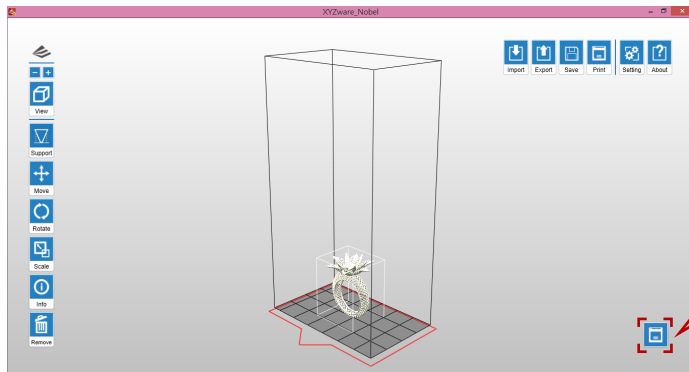 XYZware_Nobel
Import Export Save Print Setting About
View
Support
Move
Rotate
Scale
Info
Remove